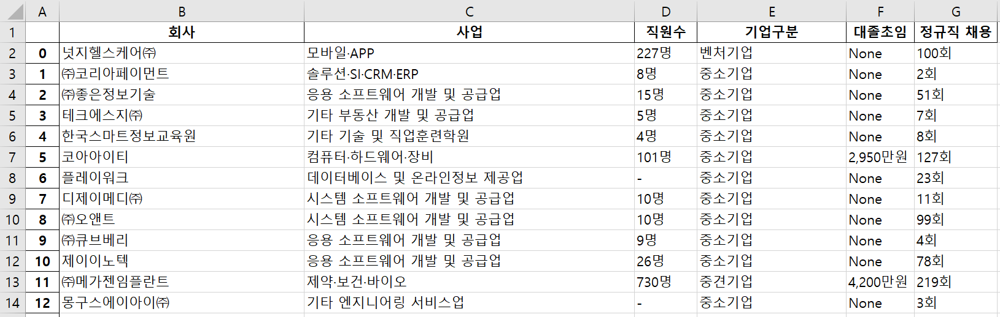 A B C D E F G
1 회사 사업 직원수 기업구분 대졸초임 정규직 채용
2 0 넛지헬스케어㈜ 모바일·APP 227명 벤처기업 None 100회
3 1 ㈜코리아페이먼트 솔루션·SI·CRM·ERP 8명 중소기업 None 2회
4 2 ㈜좋은정보기술 응용 소프트웨어 개발 및 공급업 15명 중소기업 None 51회
5 3 테크에스지㈜ 기타 부동산 개발 및 공급업 5명 중소기업 None 7회
6 4 한국스마트정보교육원 기타 기술 및 직업훈련학원 4명 중소기업 None 8회
7 5 코아아이티 컴퓨터·하드웨어·장비 101명 중소기업 2,950만원 127회
8 6 플레이워크 데이터베이스 및 온라인정보 제공업 - 중소기업 None 23회
9 7 디제이메디㈜ 시스템 소프트웨어 개발 및 공급업 10명 중소기업 None 11회
10 8 ㈜오앤트 시스템 소프트웨어 개발 및 공급업 10명 중소기업 None 99회
11 9 ㈜큐브베리 응용 소프트웨어 개발 및 공급업 9명 중소기업 None 4회
12 10 제이이노텍 응용 소프트웨어 개발 및 공급업 26명 중소기업 None 78회
13 11 ㈜메가젠임플란트 제약·보건·바이오 730명 중견기업 4,200만원 219회
14 12 몽구스에이아이㈜ 기타 엔지니어링 서비스업 - 중소기업 None 3회